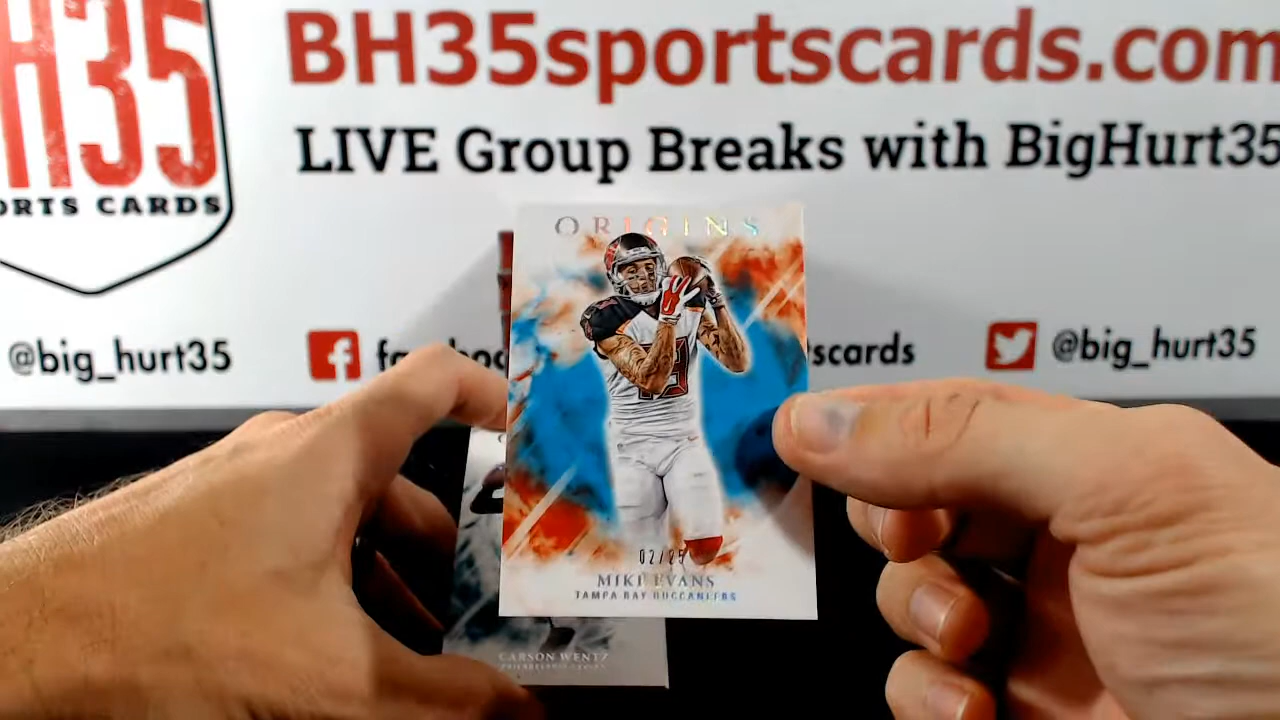 H35
ORTS CARDS
BH35sportscards.com
LIVE Group Breaks with BigHurt35
@big_hurt35
f
scards
@big_hurt35
ORIGINS
13
02/25
MIKE EVANS
TAMPA BAY BUCCANEERS
CARSON WENTZ